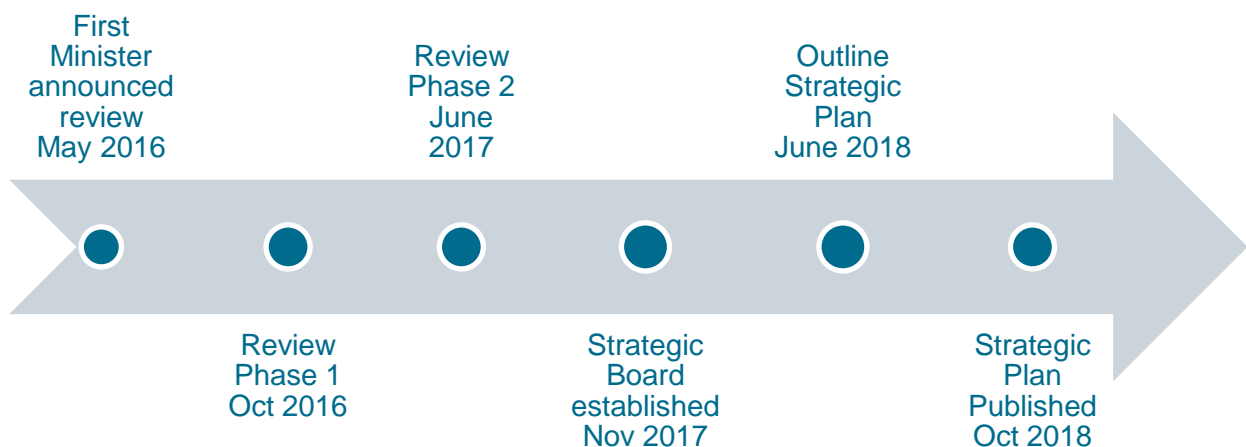 First
Minister
announced
review
May 2016
Review
Phase 1
Oct 2016
Review
Phase 2
June
2017
Strategic
Board
established
Nov 2017
Outline
Strategic
Plan
June 2018
Strategic
Plan
Published
Oct 2018